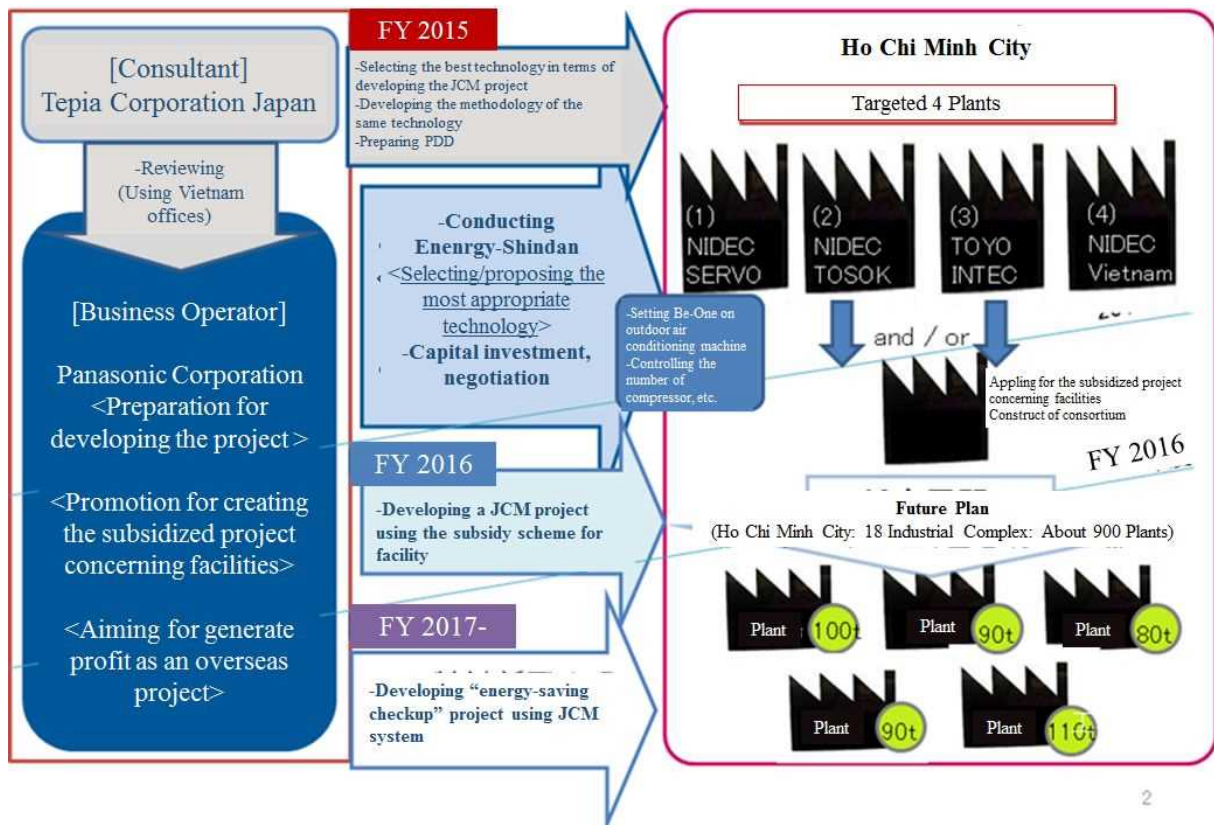 [Consultant]
Tepia Corporation Japan
-Reviewing
(Using Vietnam
offices)
[Business Operator]
Panasonic Corporation
<Preparation for
developing the project>
<Promotion for creating
the subsidized project
concerning facilities>
<Aiming for generate
profit as an overseas
project>
FY 2015
-Selecting the best technology in terms of
developing the JCM project
-Developing the methodology of the
same technology
-Preparing PDD
-Conducting
Enenrgy-Shindan
<Selecting/proposing the
most appropriate
technology>
-Capital investment,
negotiation
-Setting Be-One on
outdoor air
conditioning machine
-Controlling the
number of
compressor, etc.
FY 2016
-Developing a JCM project
using the subsidy scheme for
facility
FY 2017-
-Developing “energy-saving
checkup” project using JCM
system
Ho Chi Minh City
Targeted 4 Plants
(1)
NIDEC
SERVO
(2)
NIDEC
TOSOK
(3)
TOYO
INTEC
(4)
NIDEC
Vietnam
and / or
Appling for the subsidized project
concerning facilities
Construct of consortium
FY 2016
Future Plan
(Ho Chi Minh City: 18 Industrial Complex: About 900 Plants)
Plant 100t
Plant 90t
Plant 80t
Plant 90t
Plant 110t
2